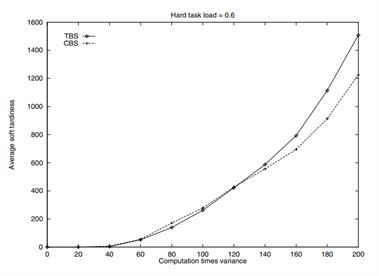 Hard task load = 0.6
1600
1400
1200
1000
800
600
400
200
0
TBS
CBS
Average soft tardiness
0 20 40 60 80 100 120 140 160 180 200
Computation times variance